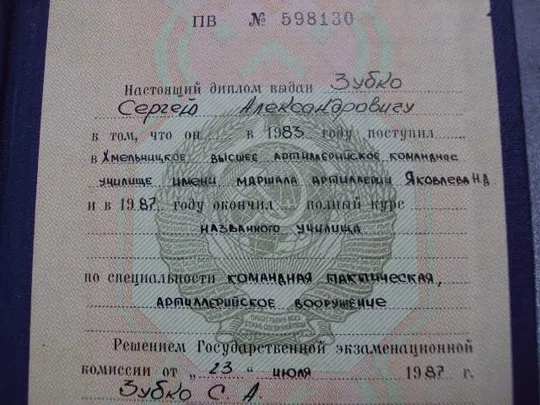 ПВ № 598130
Настоящий диплом выдан Зубко
Сергею Александровичу
в том, что он в 1983 году поступил
в Хмельницкое высшее артиллерийское командное
училище имени маршала артиллерии Яковлева Н Д
и в 1987 году окончил полный курс
названного училища
по специальности командная тактическая,
артиллерийское вооружение
Решением Государственной экзаменационной
комиссии от „ 23 " июля 1987 г.
Зубко С. А.